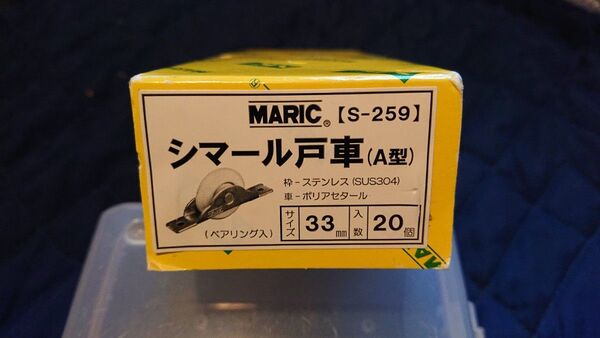 MARIC® 【S-259】
シマール戸車(A型)
枠-ステンレス(SUS304)
車-ポリアセタール
(ベアリング入)
サイズ 33mm 入数 20個